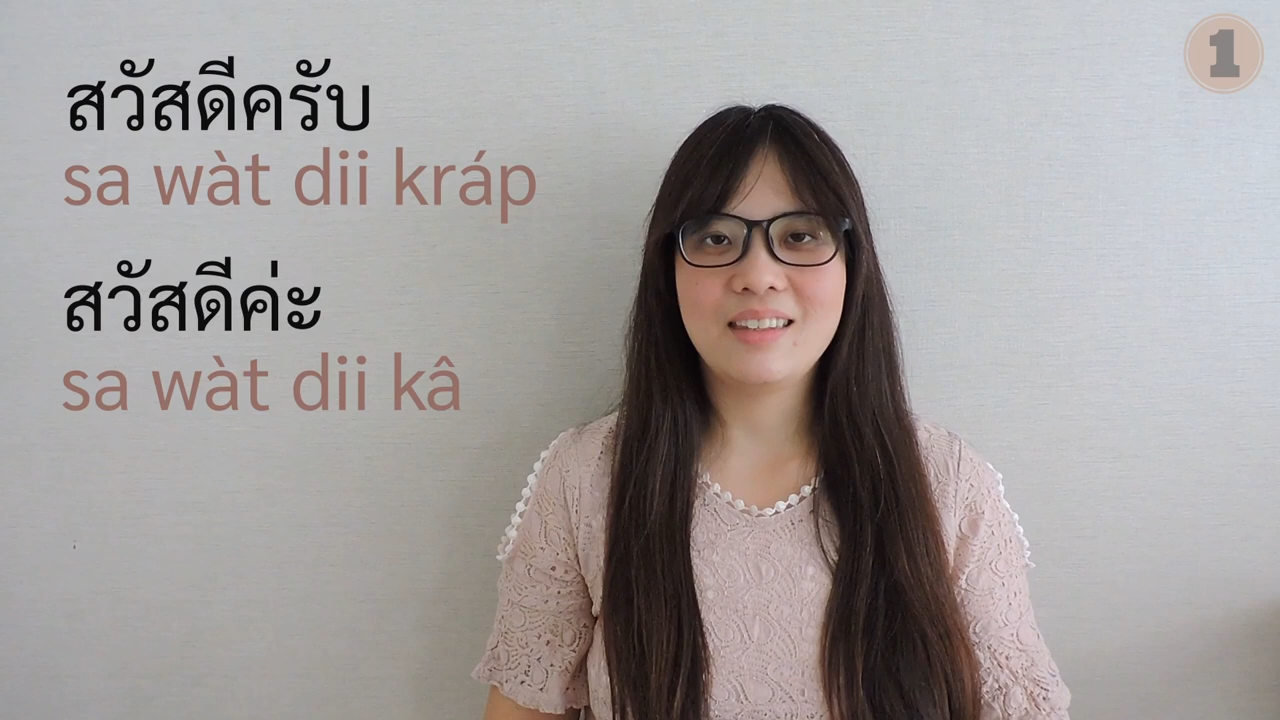 สวัสดีครับ
sa wàt dii kráp
สวัสดีค่ะ
sa wàt dii kâ
1